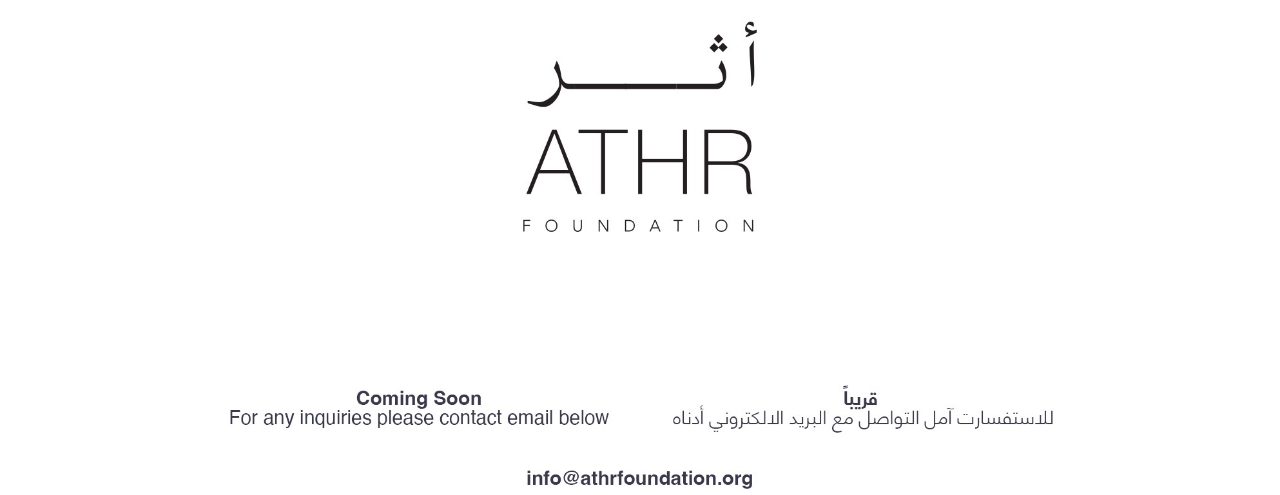 أثر
ATHR
FOUNDATION
Coming Soon
For any inquiries please contact email below
قريباً
للاستفسارت آمل التواصل مع البريد الالكتروني أدناه
info@athrfoundation.org